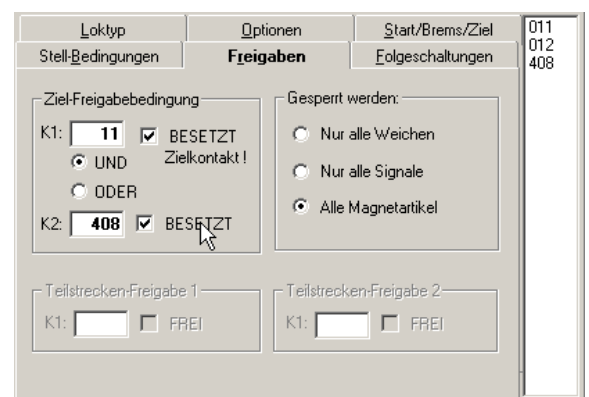 Loktyp Optionen Start/Brems/Ziel
Stell-Bedingungen Freigaben Folgeschaltungen
011
012
408
Ziel-Freigabebedingung
K1: 11 BESETZT
Zielkontakt !
UND
ODER
K2: 408 BESETZT
Gesperrt werden:
Nur alle Weichen
Nur alle Signale
Alle Magnetartikel
Teilstrecken-Freigabe 1
K1: FREI
Teilstrecken-Freigabe 2
K1: FREI